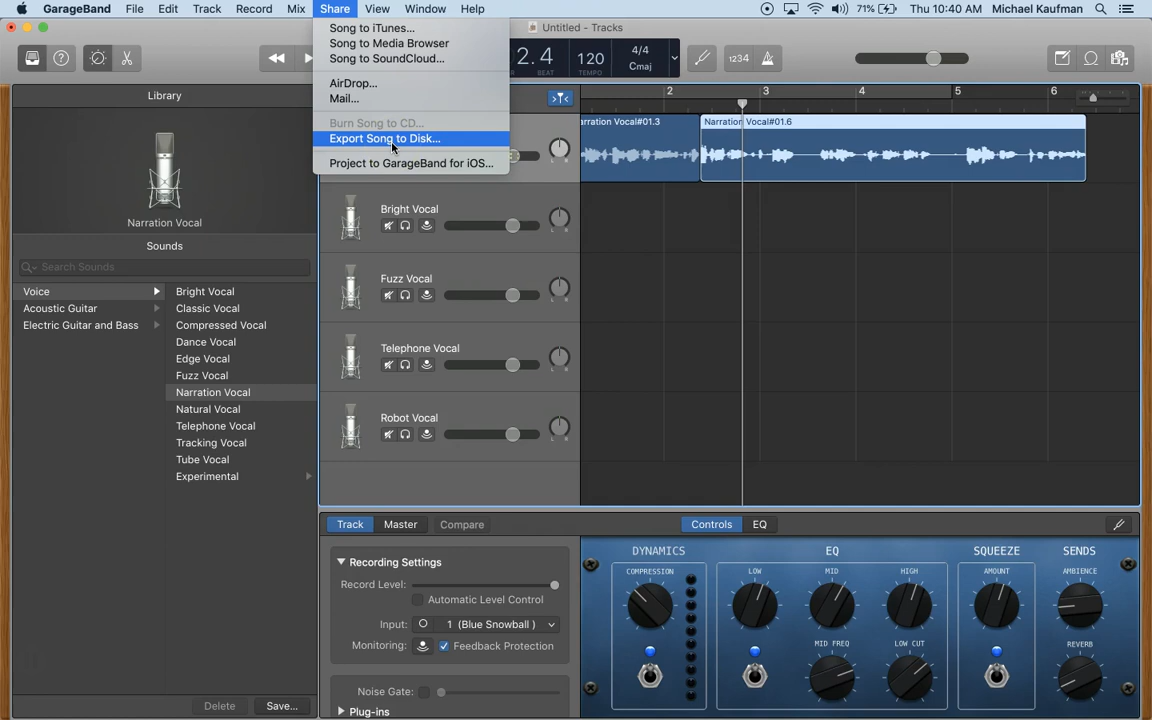 GarageBand File Edit Track Record Mix Share View Window Help 71% Thu 10:40 AM Michael Kaufman
Untitled - Tracks
Song to iTunes...
Song to Media Browser
Song to SoundCloud...
AirDrop...
Mail...
Burn Song to CD...
Export Song to Disk...
Project to GarageBand for iOS...
2.4
BEAT
120
TEMPO
4/4
Cmaj
1234
Library
2 3 4 5 6
Narration Vocal
Sounds
Search Sounds
Voice
Acoustic Guitar
Electric Guitar and Bass
Bright Vocal
Classic Vocal
Compressed Vocal
Dance Vocal
Edge Vocal
Fuzz Vocal
Narration Vocal
Natural Vocal
Telephone Vocal
Tracking Vocal
Tube Vocal
Experimental
Delete Save...
arration Vocal#01.3
Narration Vocal#01.6
Bright Vocal
L R
Fuzz Vocal
L R
Telephone Vocal
L R
Robot Vocal
L R
Track Master Compare Controls EQ
Recording Settings
Record Level:
Automatic Level Control
Input: 1 (Blue Snowball )
Monitoring: Feedback Protection
Noise Gate:
Plug-ins
DYNAMICS EQ SQUEEZE SENDS
COMPRESSION LOW MID HIGH AMOUNT AMBIENCE
MID FREQ LOW CUT REVERB